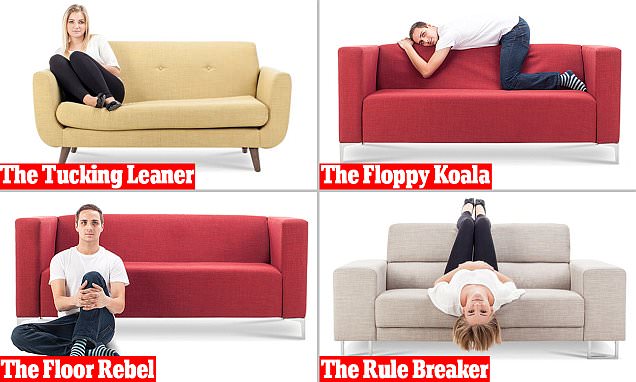 The Tucking Leaner
The Floppy Koala
The Floor Rebel
The Rule Breaker